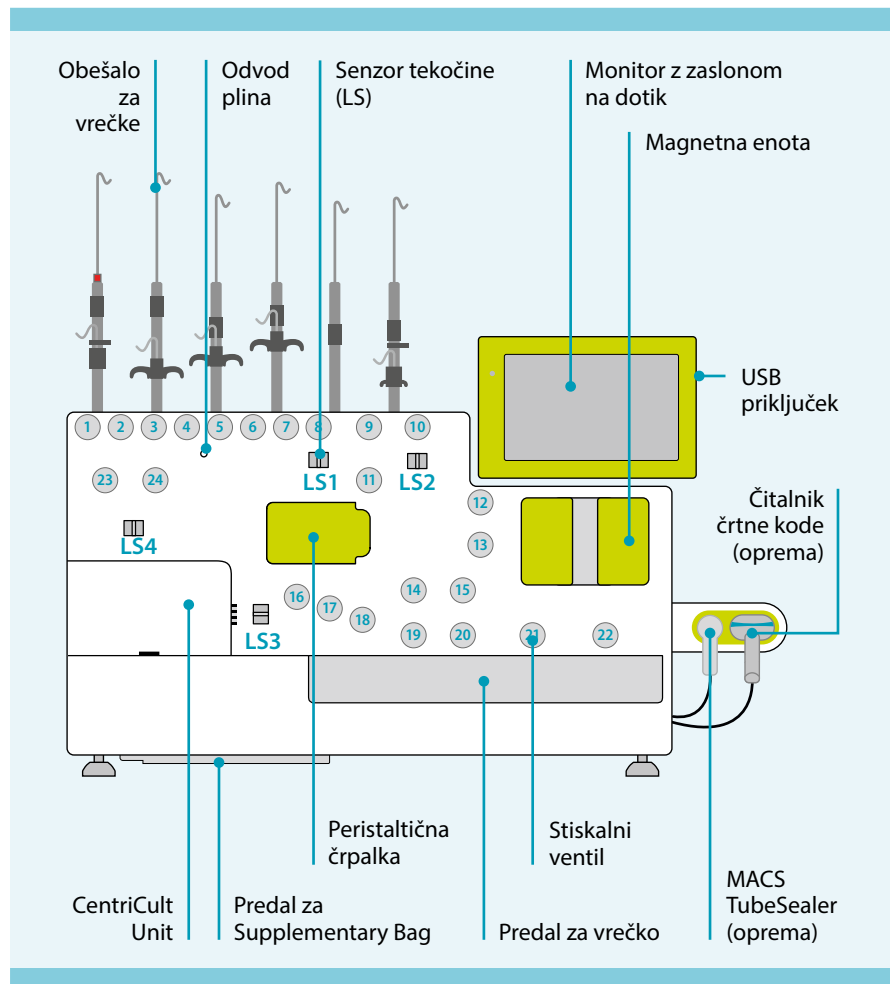 Obešalo
za
vrečke
Odvod
plina
Senzor tekočine
(LS)
Monitor z zaslonom
na dotik
Magnetna enota
USB
priključek
1 2 3 4 5 6 7 8 9 10
23 24 LS1 11 LS2
12
Čitalnik
črtne kode
(oprema)
LS4
13
14 15
16
17
18
LS3
19 20 21 22
Peristaltična
črpalka
Stiskalni
ventil
CentriCult
Unit
Predal za
Supplementary Bag
Predal za vrečko
MACS
TubeSealer
(oprema)